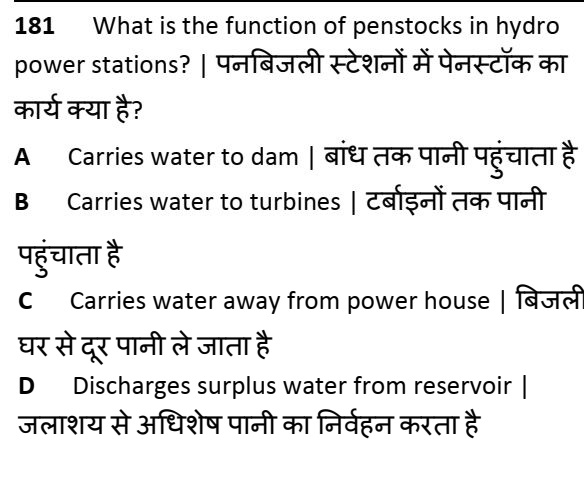 181 What is the function of penstocks in hydro
power stations? | पनबिजली स्टेशनों में पेनस्टॉक का
कार्य क्या है?
A Carries water to dam | बांध तक पानी पहुंचाता है
B Carries water to turbines | टर्बाइनों तक पानी
पहुंचाता है
C Carries water away from power house | बिजली
घर से दूर पानी ले जाता है
D Discharges surplus water from reservoir |
जलाशय से अधिशेष पानी का निर्वहन करता है